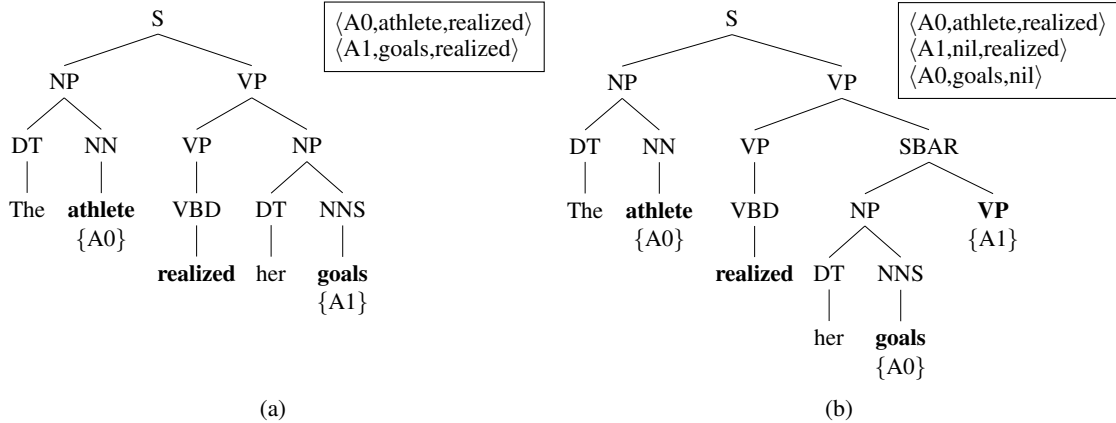 S
⟨A0,athlete,realized⟩
⟨A1,goals,realized⟩
NP VP
DT NN VP NP
The athlete VBD DT NNS
{A0}
realized her goals
{A1}
(a)
S
⟨A0,athlete,realized⟩
⟨A1,nil,realized⟩
⟨A0,goals,nil⟩
NP VP
DT NN VP SBAR
The athlete VBD NP VP
{A0} {A1}
realized DT NNS
her goals
{A0}
(b)